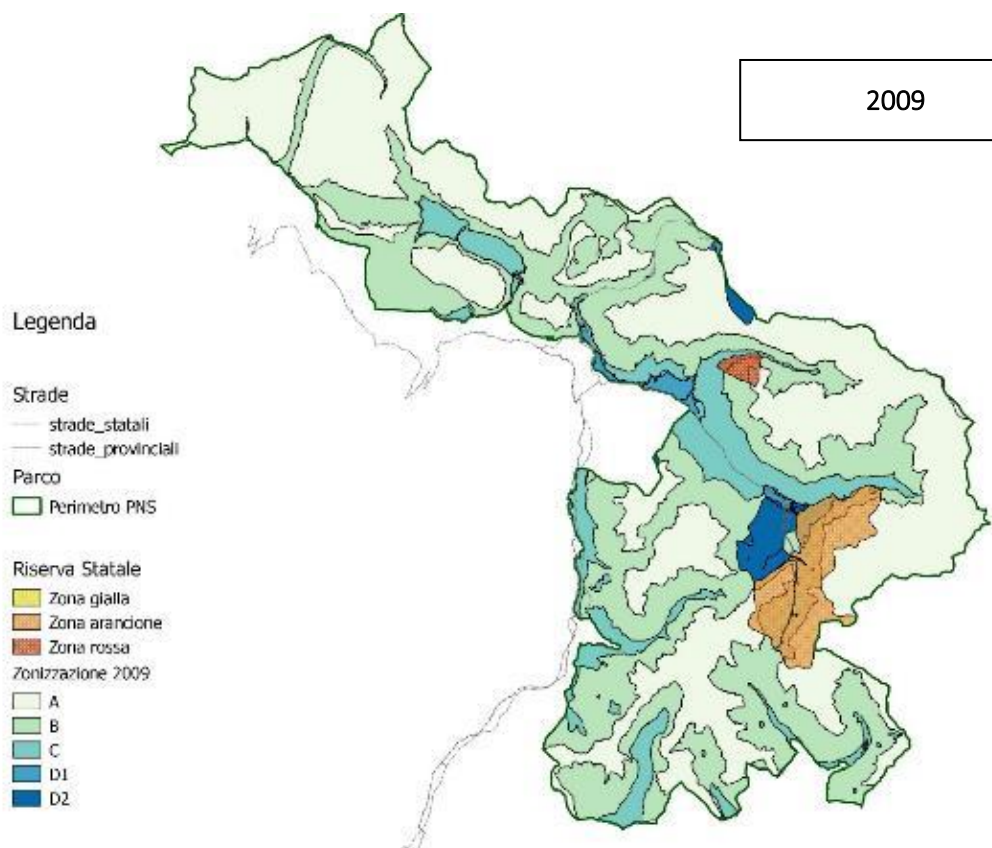 2009
Legenda
Strade
strade_statali
strade_provinciali
Parco
Perimetro PNS
Riserva Statale
Zona gialla
Zona arancione
Zona rossa
Zonizzazione 2009
A
B
C
D1
D2